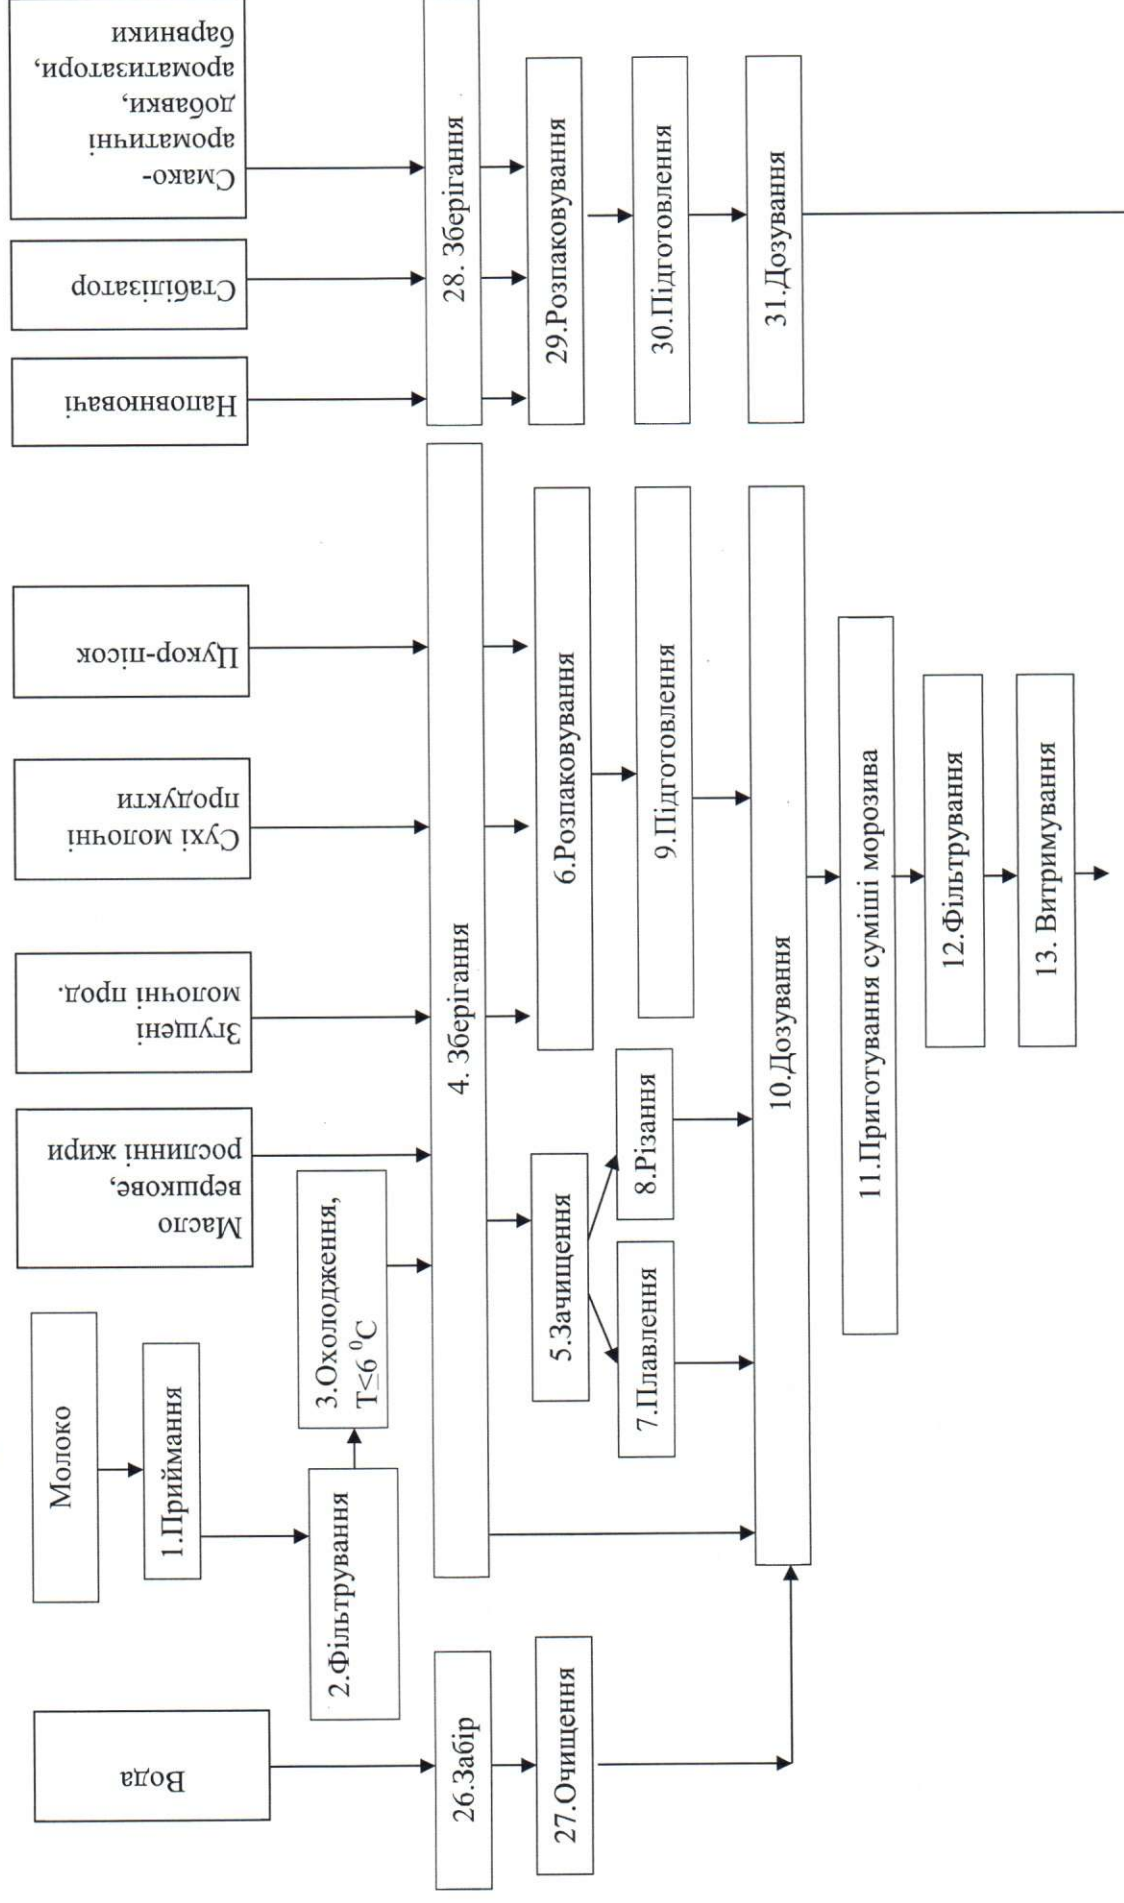 Вода
Молоко
Масло
вершкове,
рослинні жири
Згущені
молочні прод.
Сухі молочні
продукти
Цукор-пісок
Наповнювачі
Стабілізатор
Смако-
ароматичні
добавки,
ароматизатори,
барвники
1.Приймання
2.Фільтрування
3.Охолодження,
Т≤6 ⁰С
26.Забір
4. Зберігання
28. Зберігання
27.Очищення
5.Зачищення
6.Розпаковування
29.Розпаковування
7.Плавлення
8.Різання
9.Підготовлення
30.Підготовлення
10.Дозування
31.Дозування
11.Приготування суміші морозива
12.Фільтрування
13. Витримування